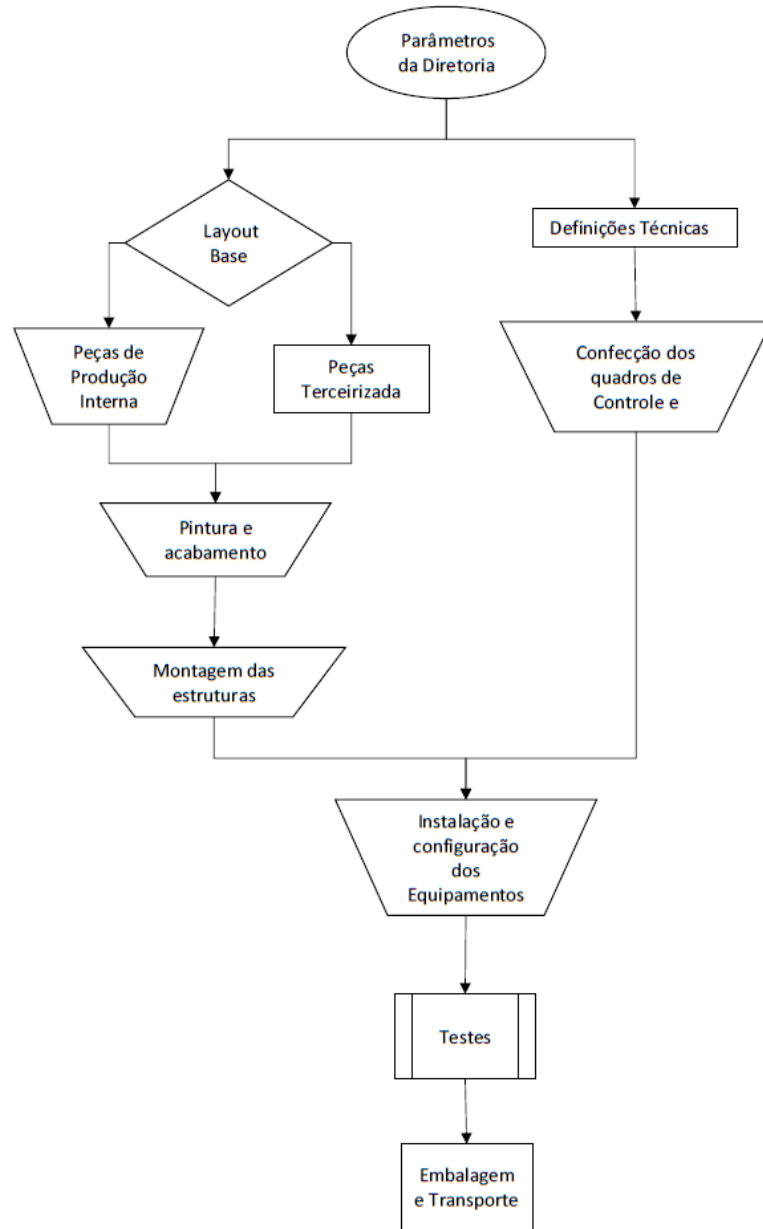 Parâmetros
da Diretoria
Layout
Base
Definições Técnicas
Peças de
Produção
Interna
Peças
Terceirizada
Confecção dos
quadros de
Controle e
Pintura e
acabamento
Montagem das
estruturas
Instalação e
configuração
dos
Equipamentos
Testes
Embalagem
e Transporte